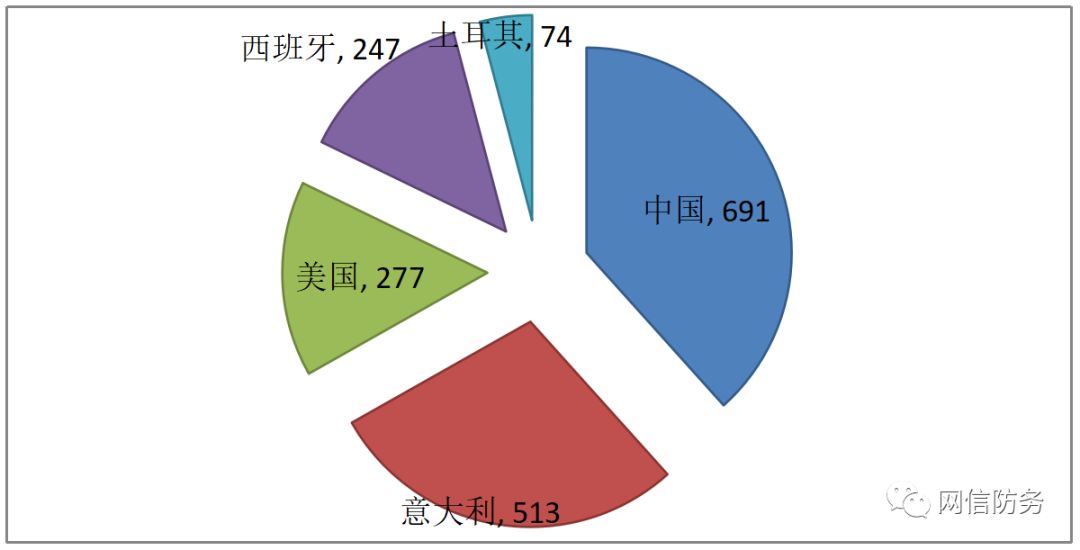 西班牙, 247
土耳其, 74
中国, 691
美国, 277
意大利, 513
网信防务